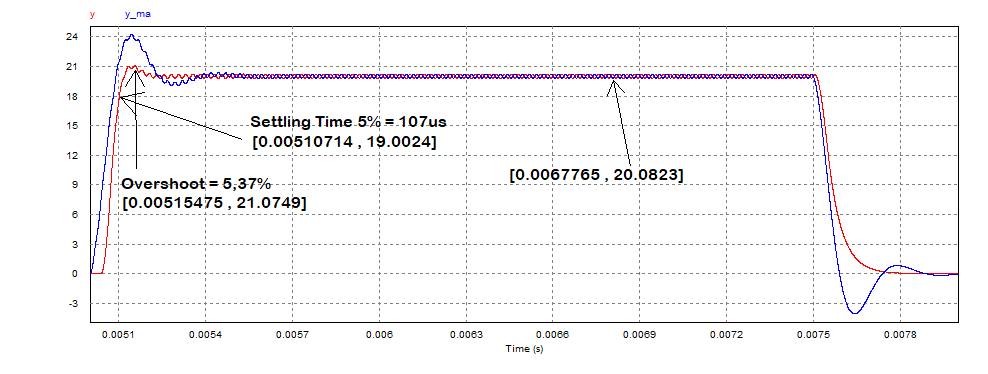 y y_ma
24
21
18
15
12
9
6
3
0
-3
Settling Time 5% = 107us
[0.00510714 , 19.0024]
Overshoot = 5,37%
[0.00515475 , 21.0749]
[0.0067765 , 20.0823]
0.0051 0.0054 0.0057 0.006 0.0063 0.0066 0.0069 0.0072 0.0075 0.0078
Time (s)